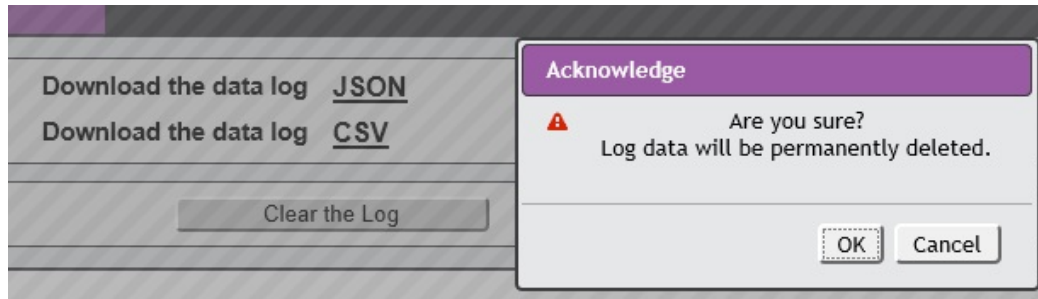 Download the data log JSON
Download the data log CSV
Clear the Log
Acknowledge
Are you sure?
Log data will be permanently deleted.
OK Cancel